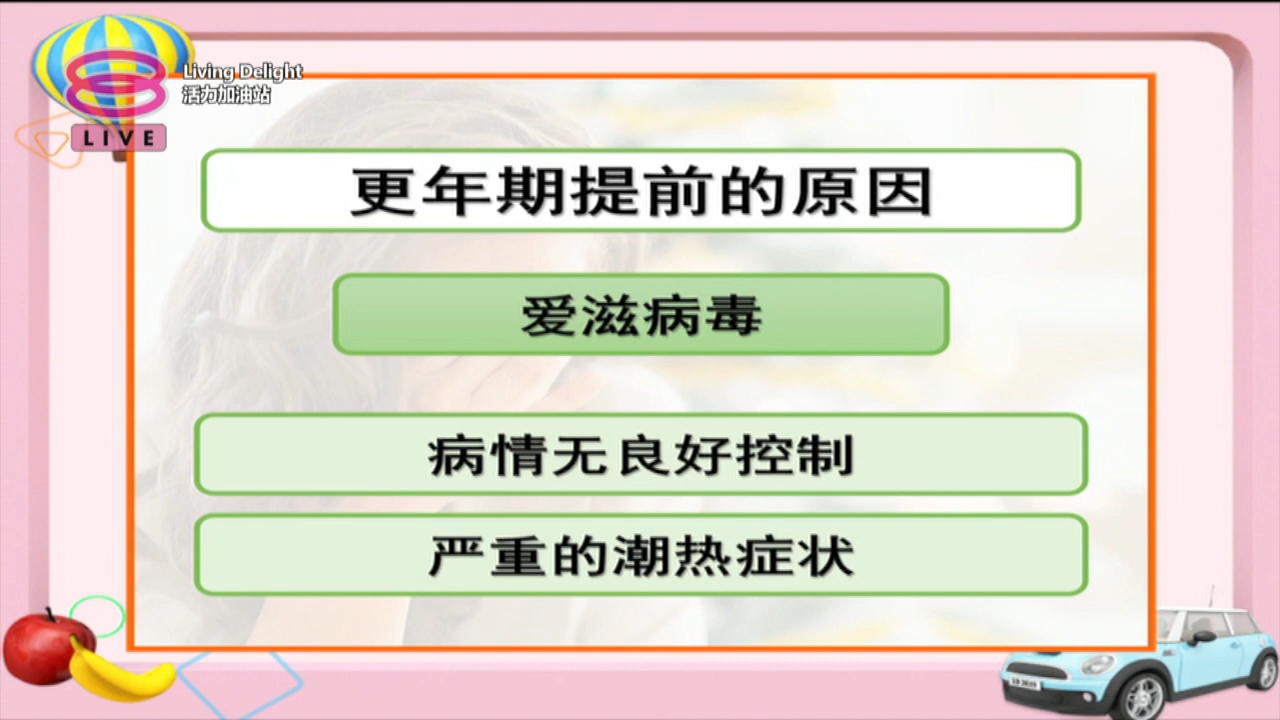 Living Delight
活力加油站
LIVE
更年期提前的原因
爱滋病毒
病情无良好控制
严重的潮热症状